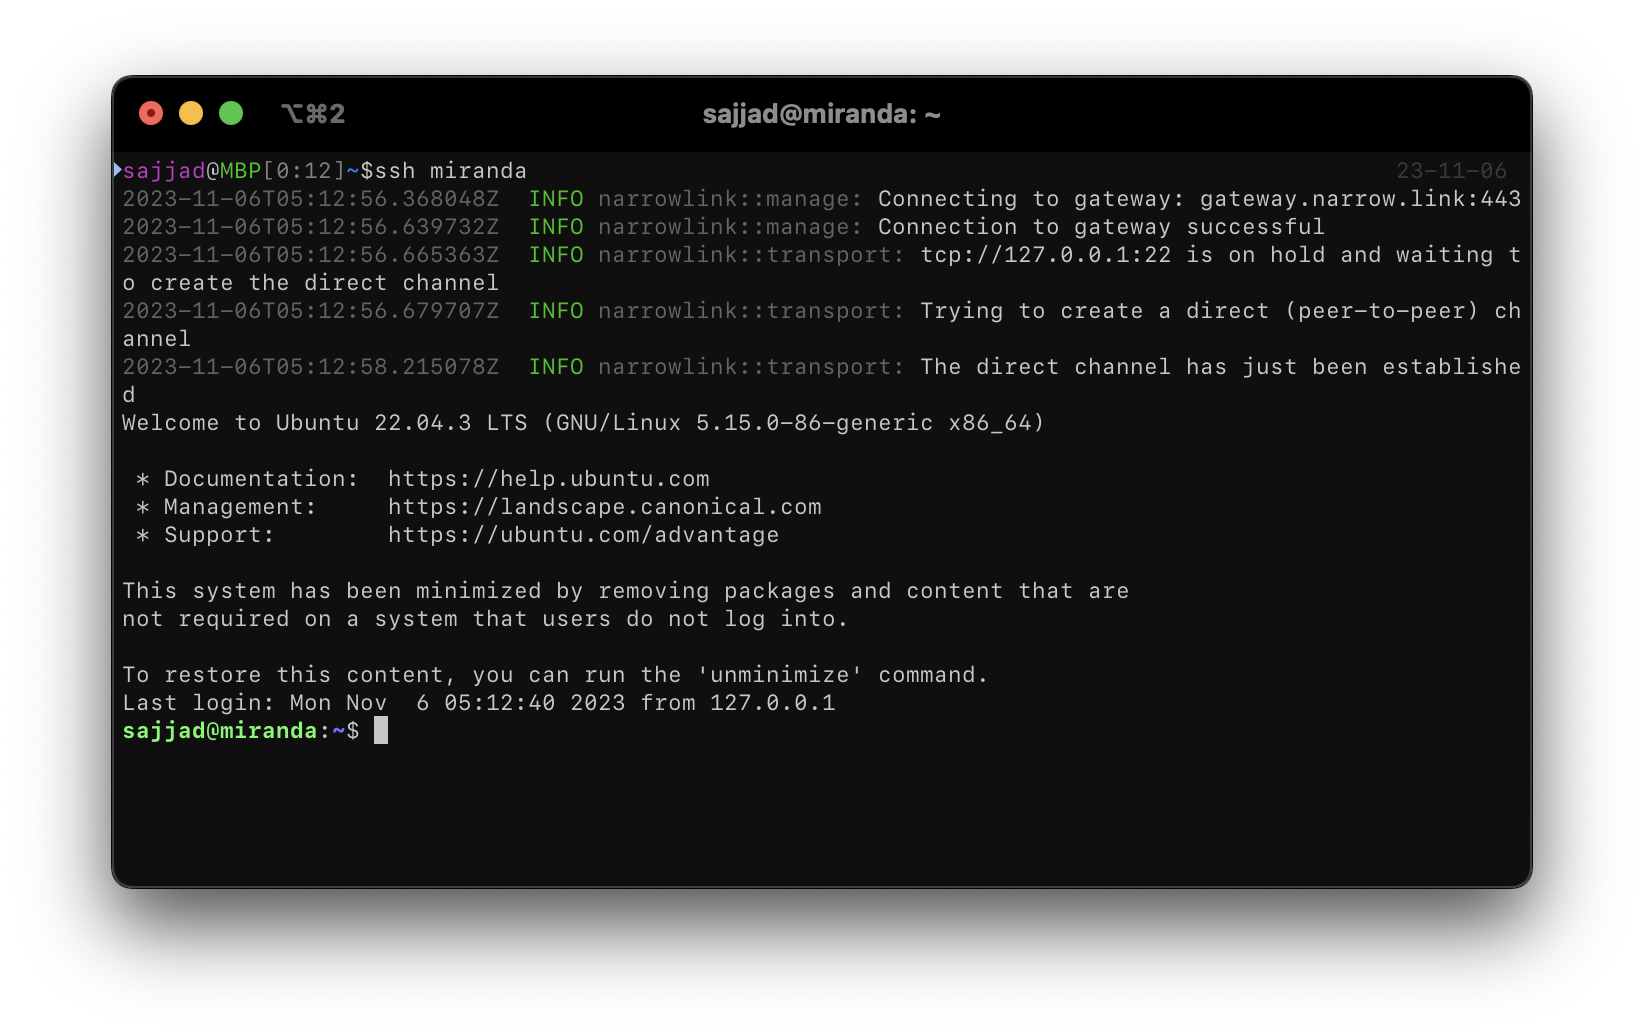 ⌥⌘2
sajjad@miranda: ~
sajjad@MBP[0:12]~$ssh miranda 23-11-06
2023-11-06T05:12:56.368048Z  INFO narrowlink::manage: Connecting to gateway: gateway.narrow.link:443
2023-11-06T05:12:56.639732Z  INFO narrowlink::manage: Connection to gateway successful
2023-11-06T05:12:56.665363Z  INFO narrowlink::transport: tcp://127.0.0.1:22 is on hold and waiting t
o create the direct channel
2023-11-06T05:12:56.679707Z  INFO narrowlink::transport: Trying to create a direct (peer-to-peer) ch
annel
2023-11-06T05:12:58.215078Z  INFO narrowlink::transport: The direct channel has just been establishe
d
Welcome to Ubuntu 22.04.3 LTS (GNU/Linux 5.15.0-86-generic x86_64)
 * Documentation:  https://help.ubuntu.com
 * Management:     https://landscape.canonical.com
 * Support:        https://ubuntu.com/advantage
This system has been minimized by removing packages and content that are
not required on a system that users do not log into.
To restore this content, you can run the 'unminimize' command.
Last login: Mon Nov  6 05:12:40 2023 from 127.0.0.1
sajjad@miranda:~$